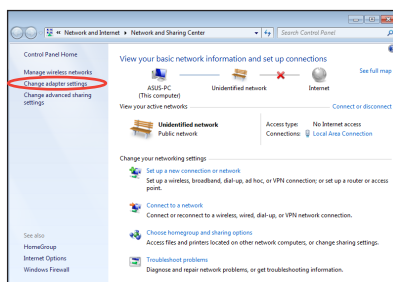 « Network and Internet ▸ Network and Sharing Center
Search Control Panel
Control Panel Home
Manage wireless networks
Change adapter settings
Change advanced sharing
settings
See also
HomeGroup
Internet Options
Windows Firewall
View your basic network information and set up connections
See full map
ASUS-PC
(This computer)
Unidentified network
Internet
View your active networks
Connect or disconnect
Unidentified network
Public network
Access type: No Internet access
Connections: Local Area Connection
Change your networking settings
Set up a new connection or network
Set up a wireless, broadband, dial-up, ad hoc, or VPN connection; or set up a router or access
point.
Connect to a network
Connect or reconnect to a wireless, wired, dial-up, or VPN network connection.
Choose homegroup and sharing options
Access files and printers located on other network computers, or change sharing settings.
Troubleshoot problems
Diagnose and repair network problems, or get troubleshooting information.